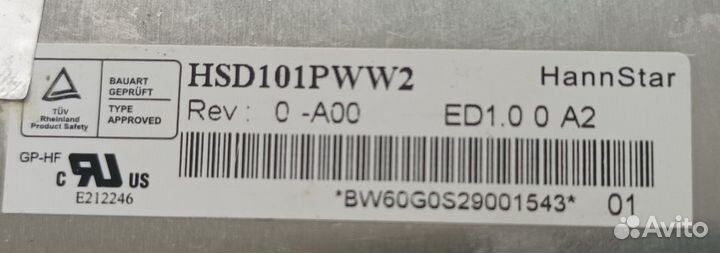 TÜV
Rheinland
Product Safety
BAUART
GEPRÜFT
TYPE
APPROVED
HSD101PWW2 HannStar
Rev : 0 -A00 ED1.0 0 A2
GP-HF
c RU US
E212246
*BW60G0S29001543* 01
Avito